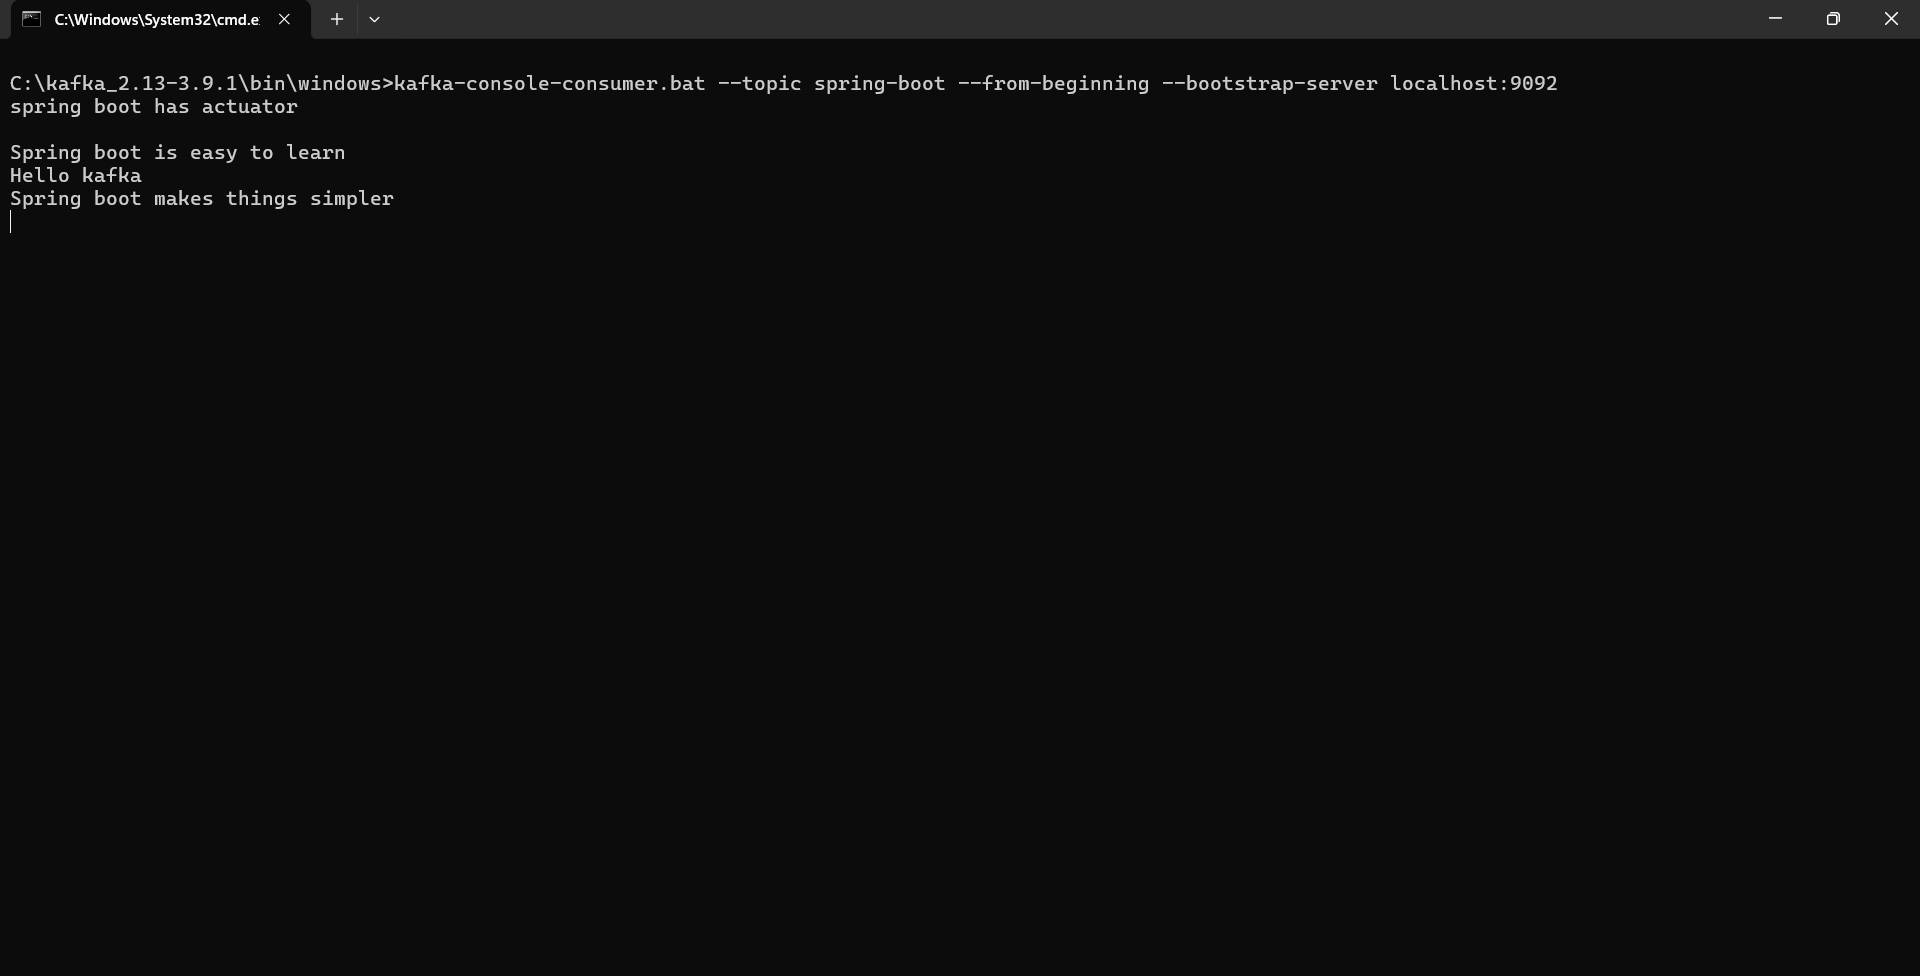 C:\Windows\System32\cmd.e
C:\kafka_2.13-3.9.1\bin\windows>kafka-console-consumer.bat --topic spring-boot --from-beginning --bootstrap-server localhost:9092
spring boot has actuator
Spring boot is easy to learn
Hello kafka
Spring boot makes things simpler